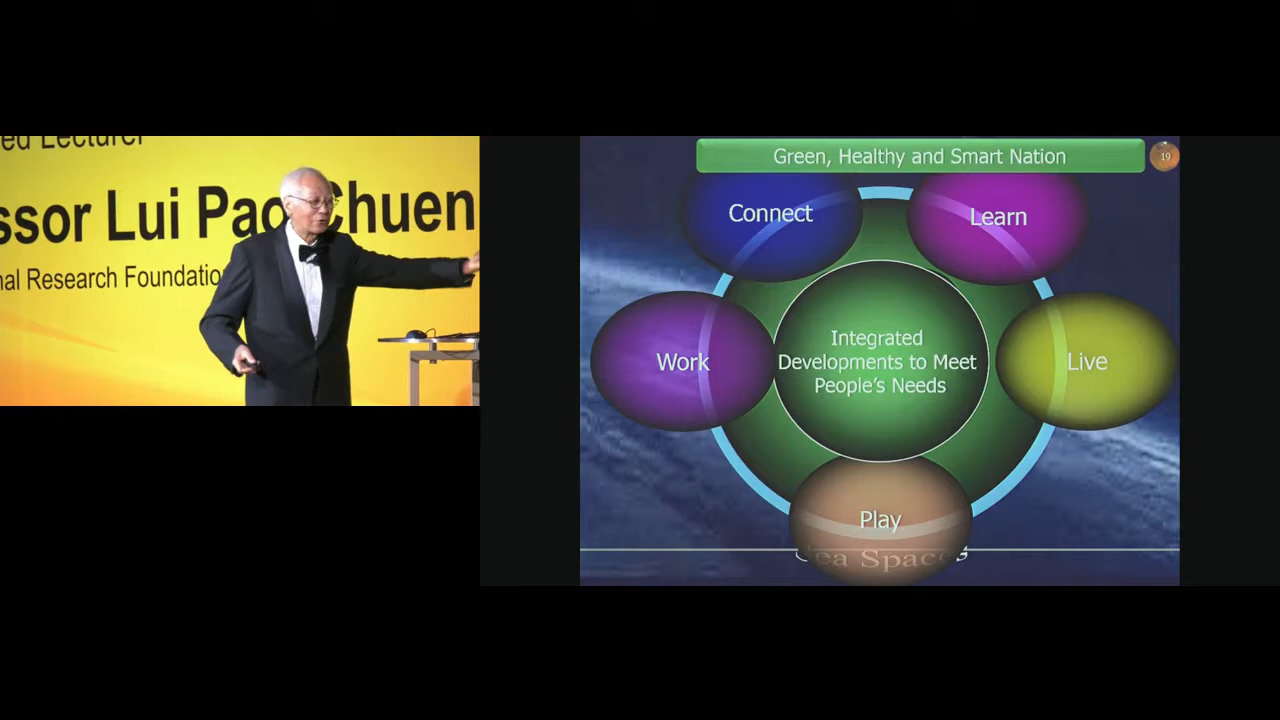 ed Lecturer
ssor Lui Pao Chuen
nal Research Foundation
Green, Healthy and Smart Nation
19
Connect
Learn
Work
Integrated
Developments to Meet
People's Needs
Live
Play
Sea Spaces